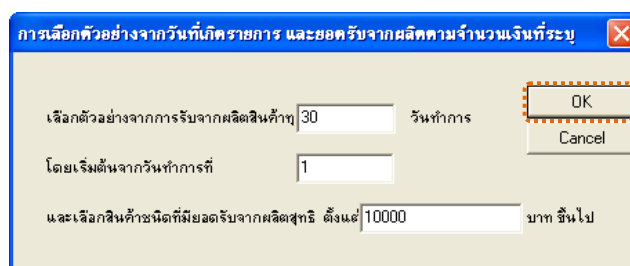 การเลือกตัวอย่างจากวันที่เกิดรายการ และยอดรับจากผลิตตามจำนวนเงินที่ระบุ
เลือกตัวอย่างจากการรับจากผลิตสินค้าทุ 30 วันทำการ
OK
Cancel
โดยเริ่มต้นจากวันทำการที่ 1
และเลือกสินค้าชนิดที่มียอดรับจากผลิตสุทธิ ตั้งแต่ 10000 บาท ขึ้นไป